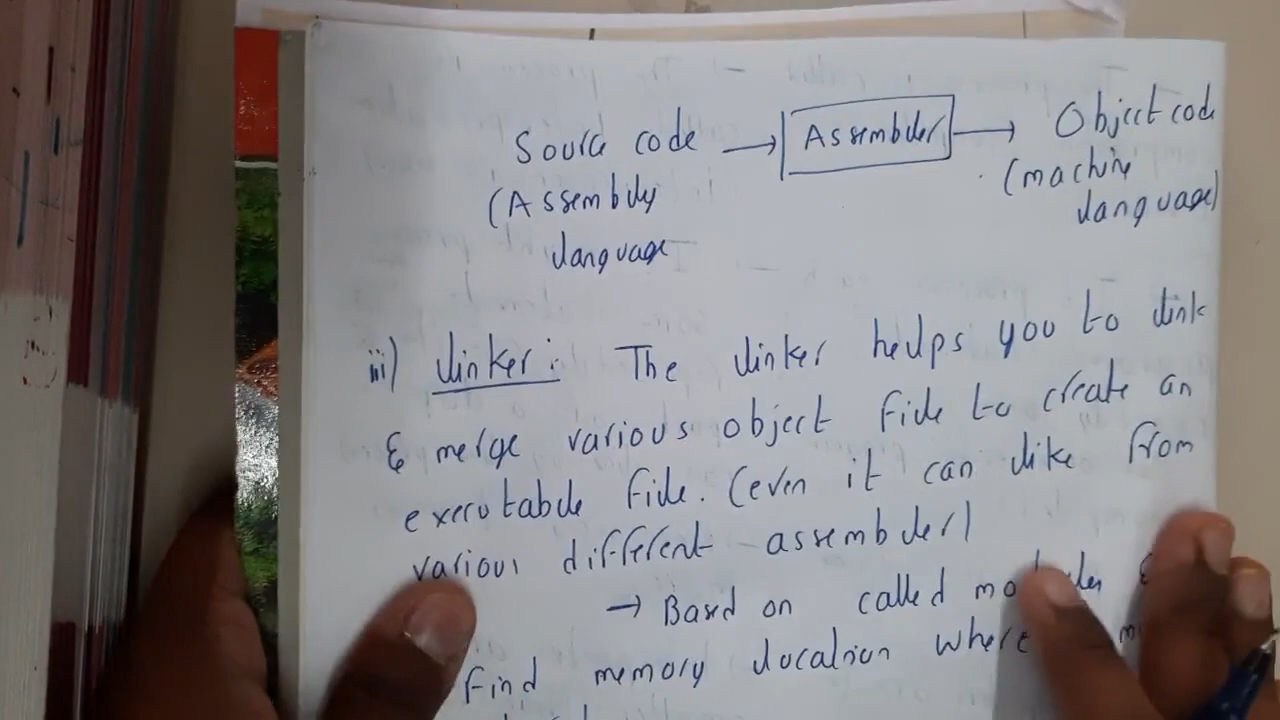 Source code → Assembler → Object code
(Assembly (machine
language language)
iii) Linker: The linker helps you to link
& merge various object file to create an
executable file. (even it can like from
various different assembler)
→ Based on called
find memory location where